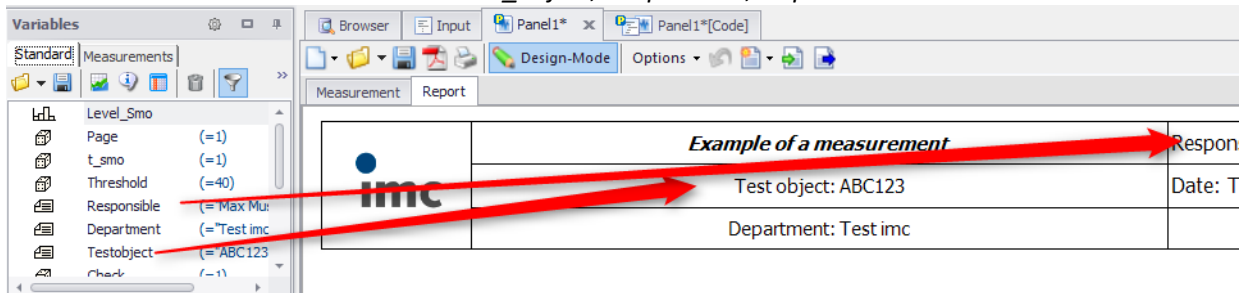 Variables
Standard Measurements
»
Level_Smo
Page (=1)
t_smo (=1)
Threshold (=40)
Responsible (="Max Mu
Department (="Test imc
Testobject (="ABC123
Check (=1)
Browser Input Panel1* x Panel1*[Code]
Design-Mode Options
Measurement Report
imc
Example of a measurement
Respon
Test object: ABC123
Date: T
Department: Test imc